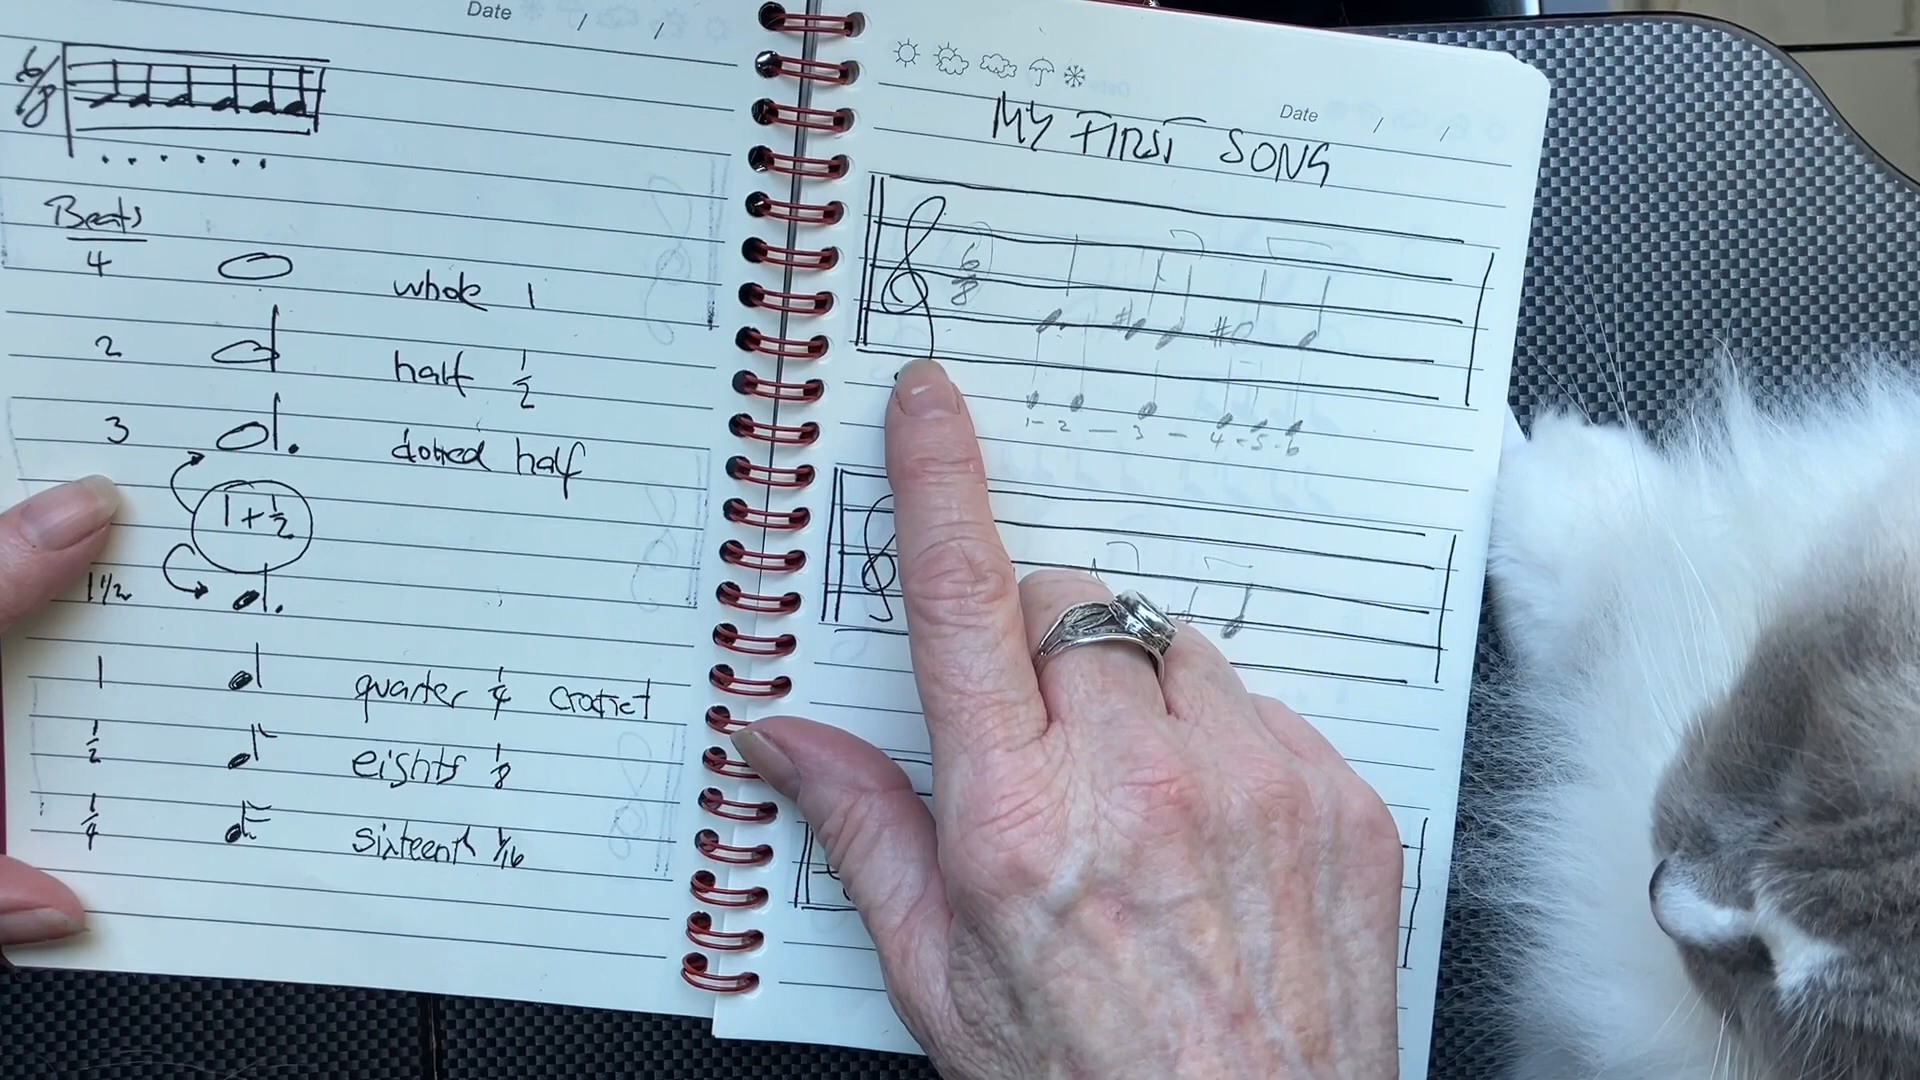 Date / /
6/8
Beats
4 whole 1
2 half 1/2
3 dotted half
1+1/2
1 1/2
1 quarter 1/4 crotchet
1/2 eights 1/8
1/4 sixteenth 1/16
Date / /
MY FIRST SONG
6/8
# #
1-2-3-4-5-6